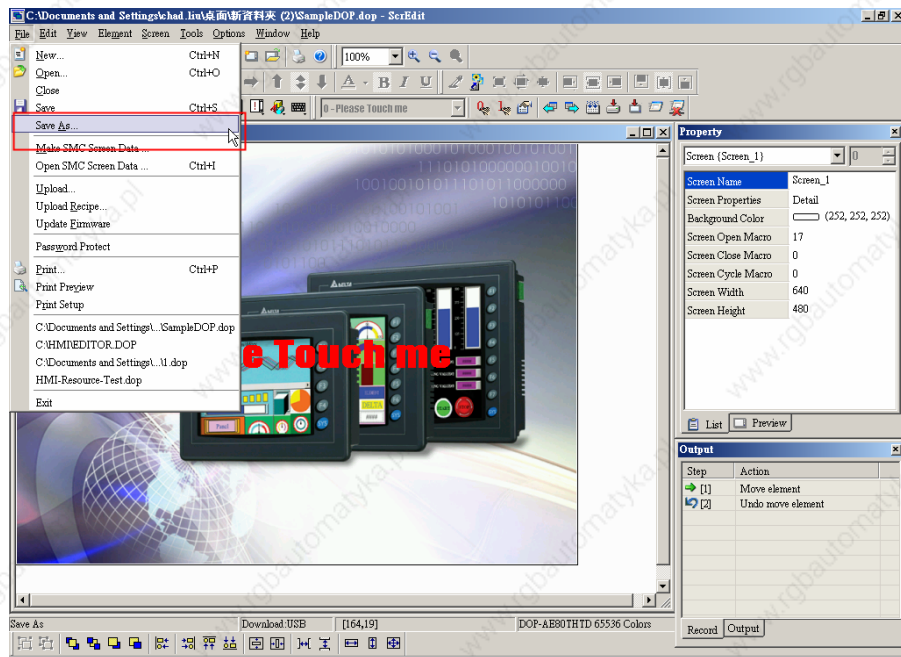 C:\Documents and Settings\chad.liu\桌面\新資料夾 (2)\SampleDOP.dop - ScrEdit
File Edit View Element Screen Tools Options Window Help
New... Ctrl+N
Open... Ctrl+O
Close
Save Ctrl+S
Save As...
Make SMC Screen Data ...
Open SMC Screen Data ... Ctrl+I
Upload...
Upload Recipe...
Update Firmware
Password Protect
Print... Ctrl+P
Print Preview
Print Setup
C:\Documents and Settings\...\SampleDOP.dop
C:\HMI\EDITOR.DOP
C:\Documents and Settings\...\1.dop
HMI-Resource-Test.dop
Exit
100%
A B I U
0 - Please Touch me
e Touch me
Property
Screen {Screen_1} 0
Screen Name Screen_1
Screen Properties Detail
Background Color (252, 252, 252)
Screen Open Macro 17
Screen Close Macro 0
Screen Cycle Macro 0
Screen Width 640
Screen Height 480
List Preview
Output
Step Action
[1] Move element
[2] Undo move element
Record Output
Save As Download:USB [164,19] DOP-AE80THTD 65536 Colors
www.rgbautomatyka.pl